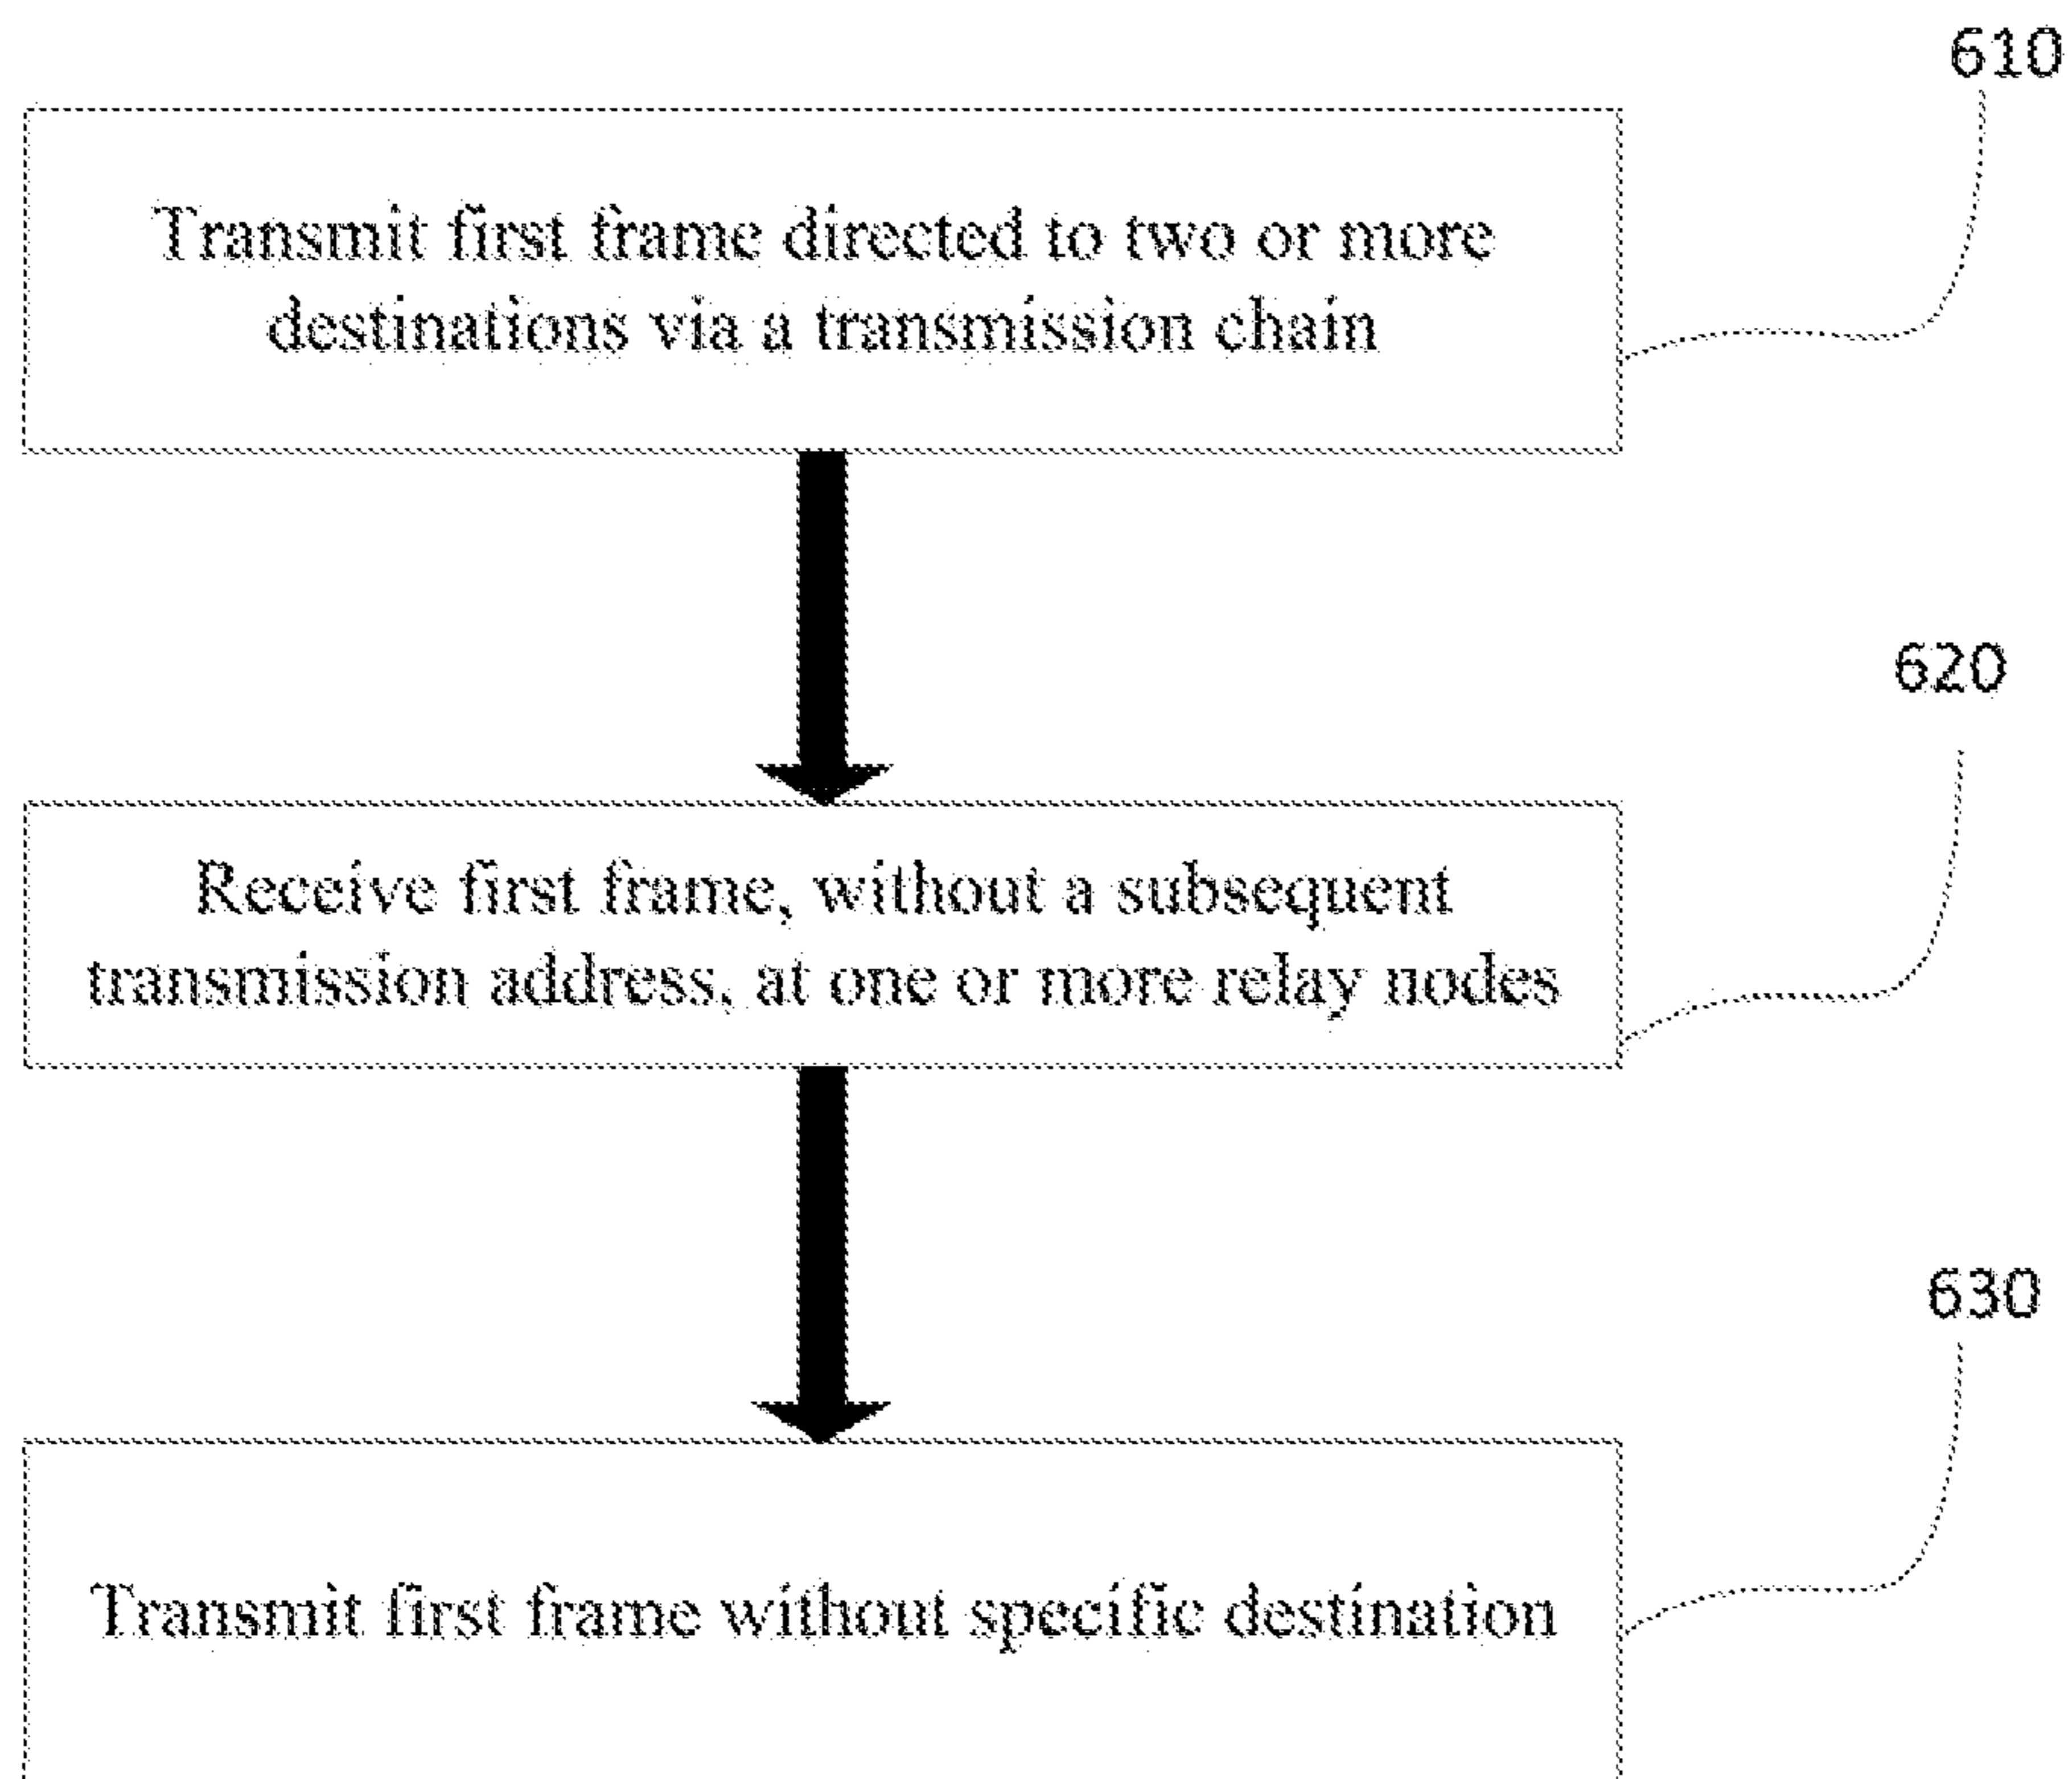 610
Transmit first frame directed to two or more
destinations via a transmission chain
620
Receive first frame, without a subsequent
transmission address, at one or more relay nodes
630
Transmit first frame without specific destination